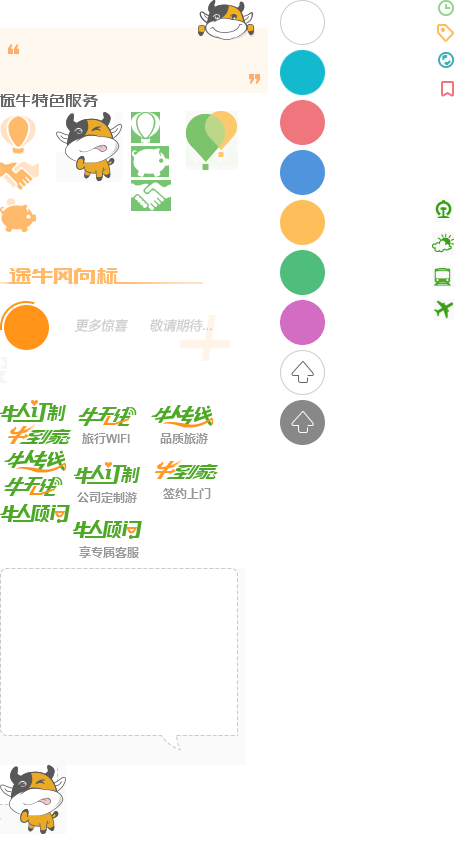 “
”
途牛特色服务
途牛风向标
更多惊喜 敬请期待...
牛人订制
牛到家
牛人专线
牛无线
牛人顾问
牛无线
旅行WIFI
牛人专线
品质旅游
牛人订制
公司定制游
牛到家
签约上门
牛人顾问
享专属客服